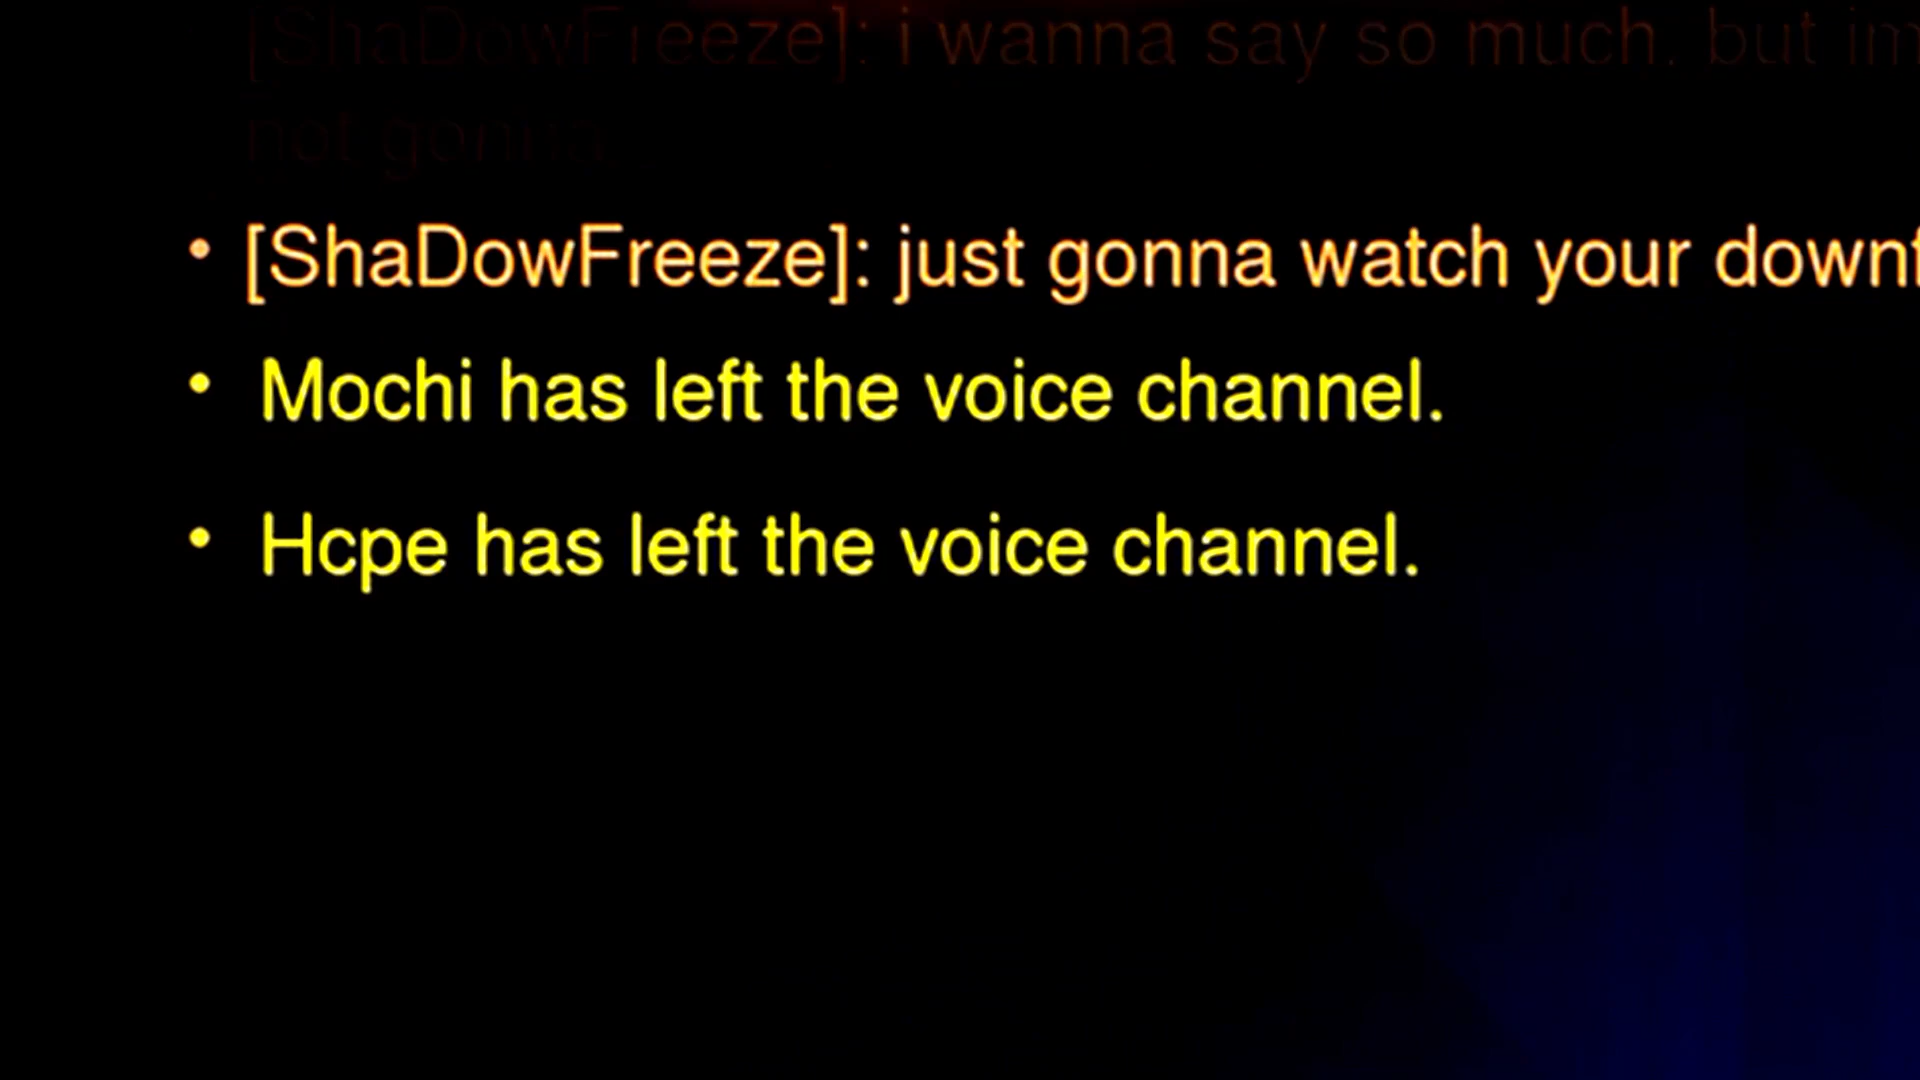 [ShaDowFreeze]: i wanna say so much, but im
not gonna
• [ShaDowFreeze]: just gonna watch your downf
• Mochi has left the voice channel.
• Hcpe has left the voice channel.